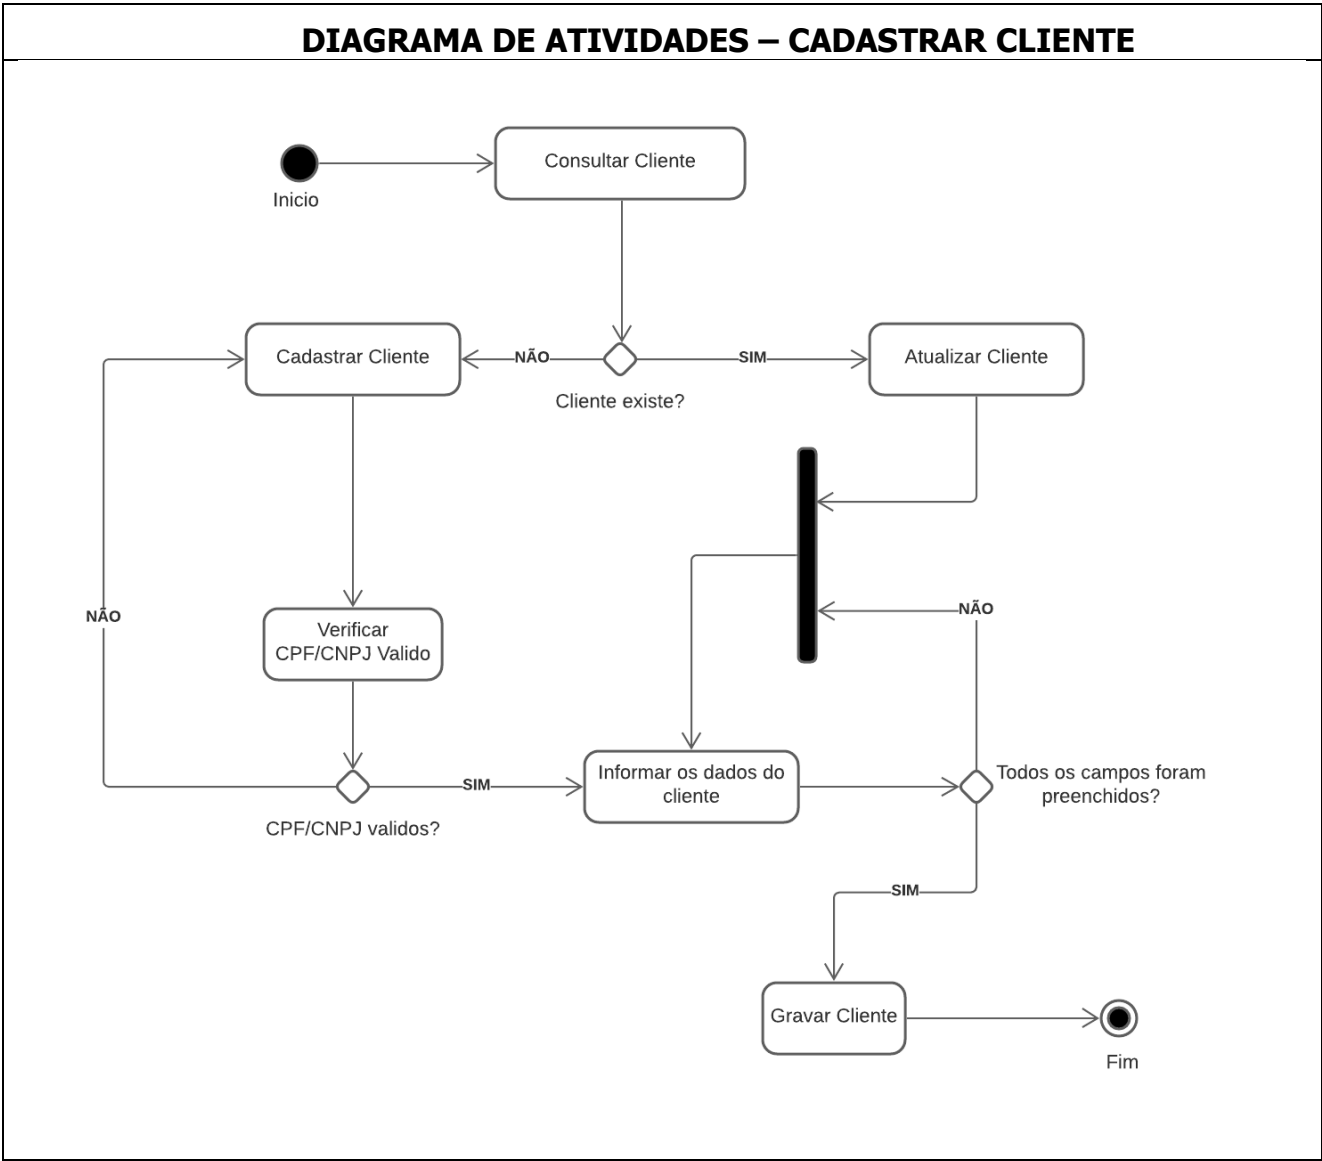 DIAGRAMA DE ATIVIDADES – CADASTRAR CLIENTE
Consultar Cliente
Inicio
Cadastrar Cliente
NÃO
SIM
Atualizar Cliente
Cliente existe?
NÃO
NÃO
Verificar
CPF/CNPJ Valido
SIM
Informar os dados do
cliente
Todos os campos foram
preenchidos?
CPF/CNPJ validos?
SIM
Gravar Cliente
Fim